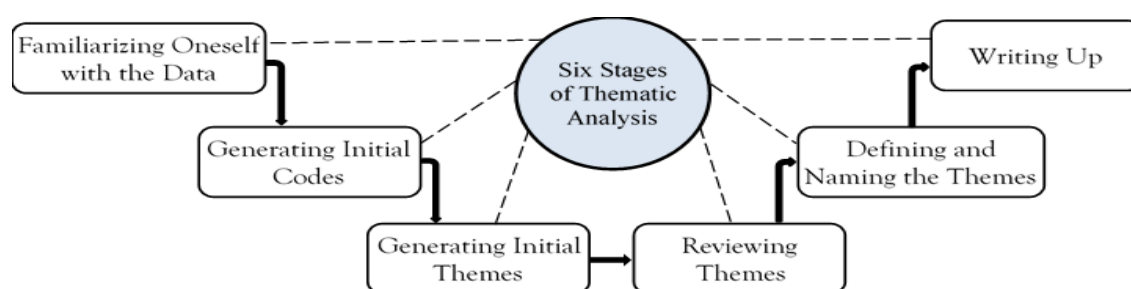 Familiarizing Oneself
with the Data
Generating Initial
Codes
Generating Initial
Themes
Six Stages
of Thematic
Analysis
Reviewing
Themes
Defining and
Naming the Themes
Writing Up